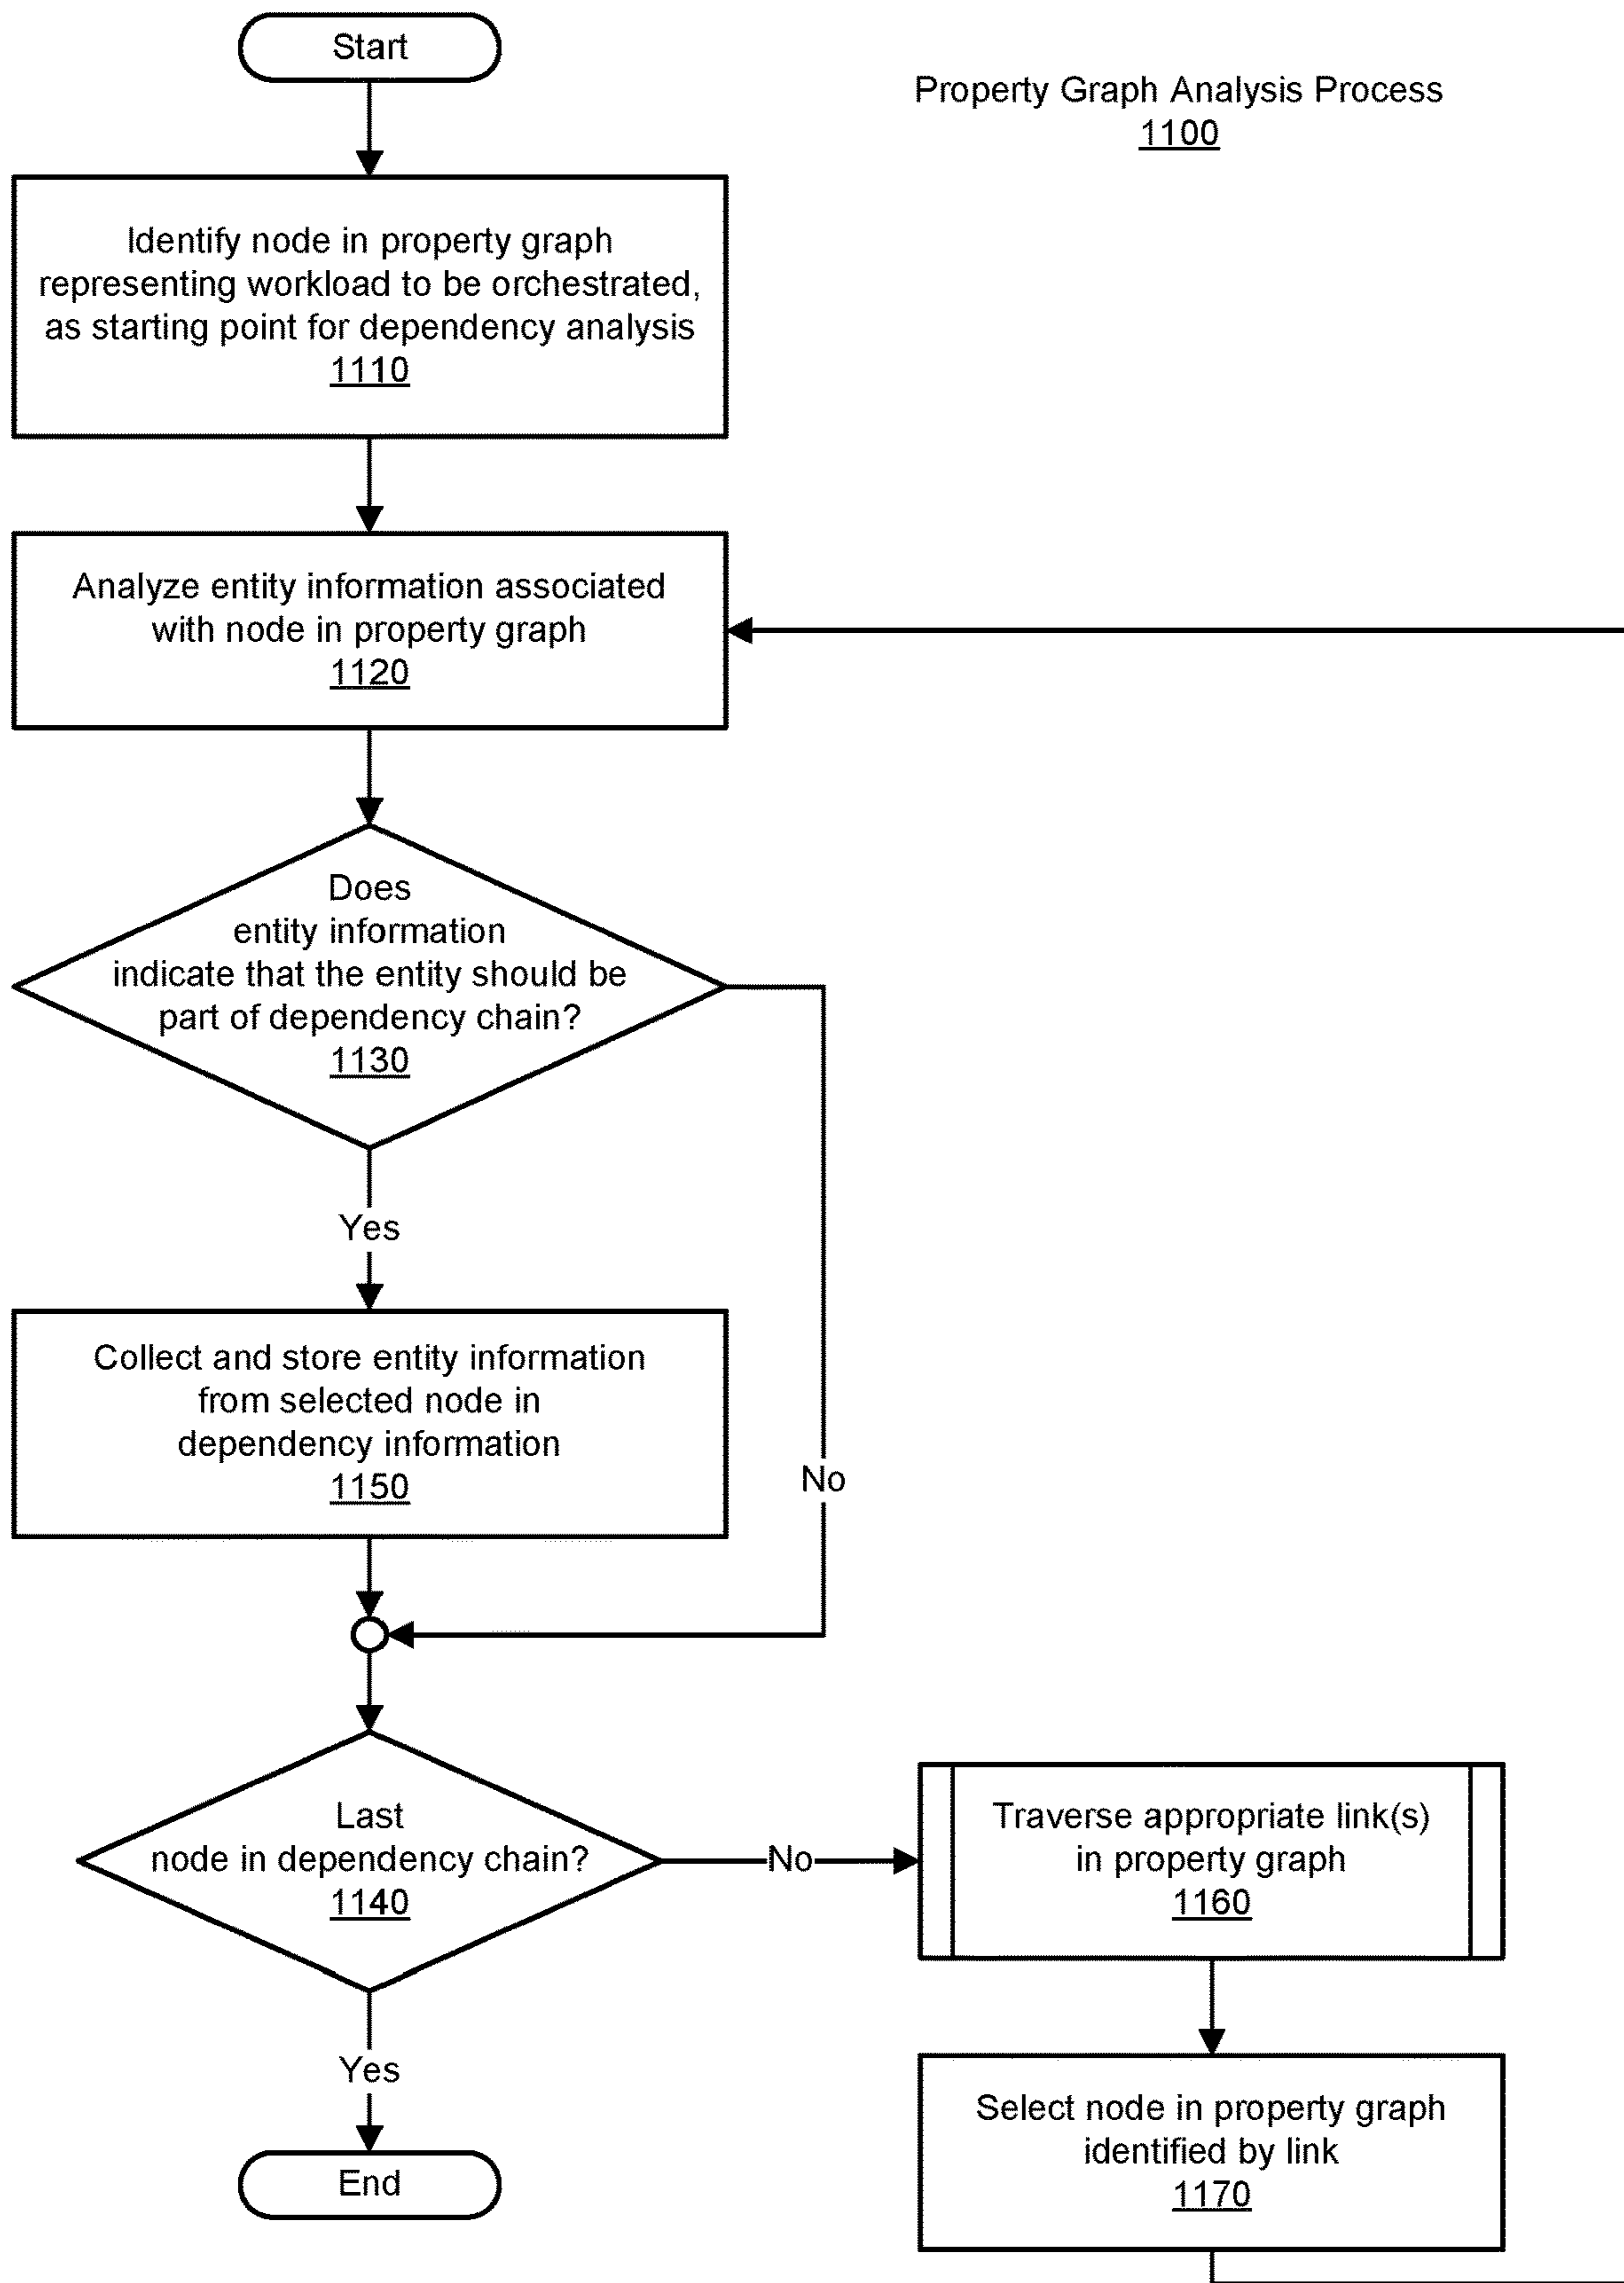 Start
Property Graph Analysis Process
1100
Identify node in property graph
representing workload to be orchestrated,
as starting point for dependency analysis
1110
Analyze entity information associated
with node in property graph
1120
Does
entity information
indicate that the entity should be
part of dependency chain?
1130
Yes
Collect and store entity information
from selected node in
dependency information
1150
No
Last
node in dependency chain?
1140
No
Traverse appropriate link(s)
in property graph
1160
Yes
Select node in property graph
identified by link
1170
End